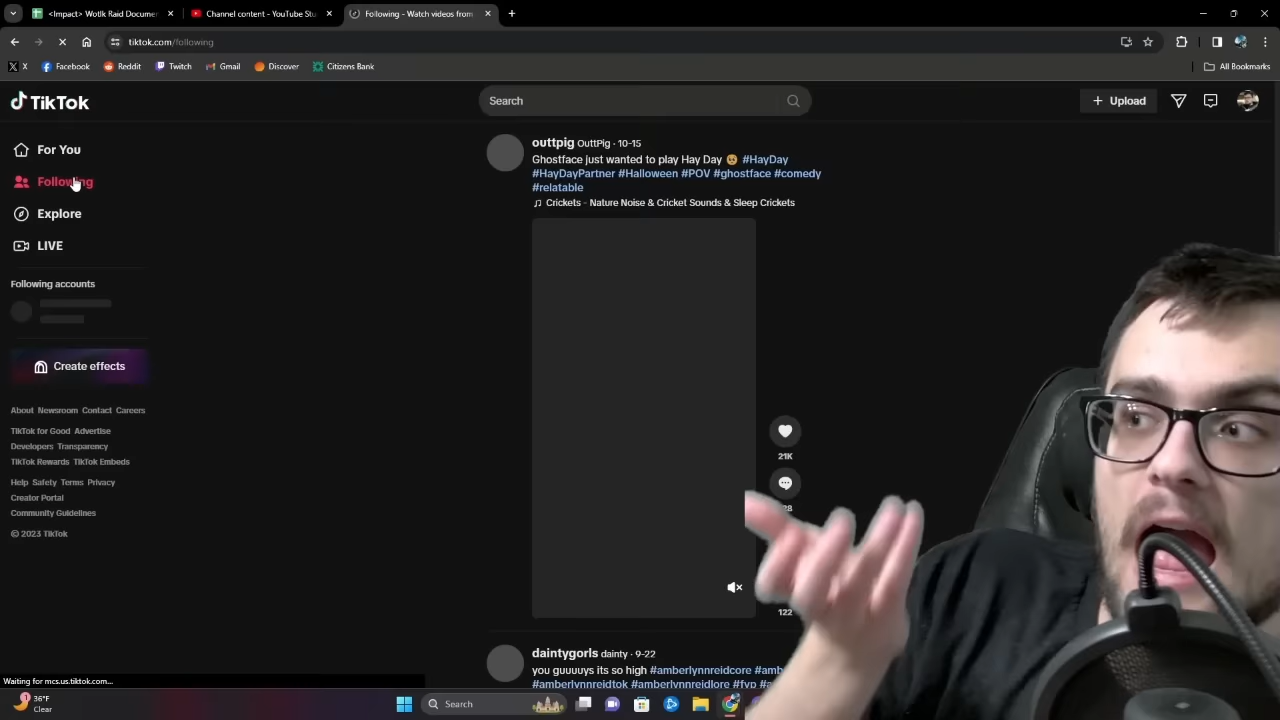 <Impact> Wotlk Raid Documen
Channel content - YouTube Stu
Following - Watch videos from
tiktok.com/following
X
Facebook
Reddit
Twitch
Gmail
Discover
Citizens Bank
All Bookmarks
TikTok
Search
Upload
For You
Following
Explore
LIVE
Following accounts
Create effects
About Newsroom Contact Careers
TikTok for Good Advertise
Developers Transparency
TikTok Rewards TikTok Embeds
Help Safety Terms Privacy
Creator Portal
Community Guidelines
© 2023 TikTok
outtpig OuttPig · 10-15
Ghostface just wanted to play Hay Day #HayDay
#HayDayPartner #Halloween #POV #ghostface #comedy
#relatable
Crickets - Nature Noise & Cricket Sounds & Sleep Crickets
21K
122
daintygorls dainty · 9-22
you guuuuys its so high #amberlynnreidcore #amb
#amberlynnreidtok #amberlynnreidlore #fyp
Waiting for mcs.us.tiktok.com...
36°F
Clear
Search